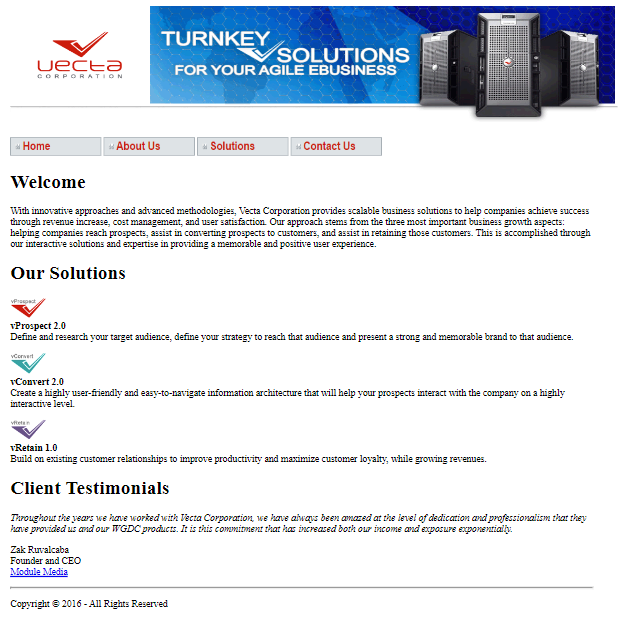 vecta
CORPORATION
TURNKEY
SOLUTIONS
FOR YOUR AGILE EBUSINESS
Home
About Us
Solutions
Contact Us
Welcome
With innovative approaches and advanced methodologies, Vecta Corporation provides scalable business solutions to help companies achieve success
through revenue increase, cost management, and user satisfaction. Our approach stems from the three most important business growth aspects:
helping companies reach prospects, assist in converting prospects to customers, and assist in retaining those customers. This is accomplished through
our interactive solutions and expertise in providing a memorable and positive user experience.
Our Solutions
vProspect
vProspect 2.0
Define and research your target audience, define your strategy to reach that audience and present a strong and memorable brand to that audience.
vConvert
vConvert 2.0
Create a highly user-friendly and easy-to-navigate information architecture that will help your prospects interact with the company on a highly
interactive level.
vRetain
vRetain 1.0
Build on existing customer relationships to improve productivity and maximize customer loyalty, while growing revenues.
Client Testimonials
Throughout the years we have worked with Vecta Corporation, we have always been amazed at the level of dedication and professionalism that they
have provided us and our WGDC products. It is this commitment that has increased both our income and exposure exponentially.
Zak Ruvalcaba
Founder and CEO
Module Media
Copyright © 2016 - All Rights Reserved